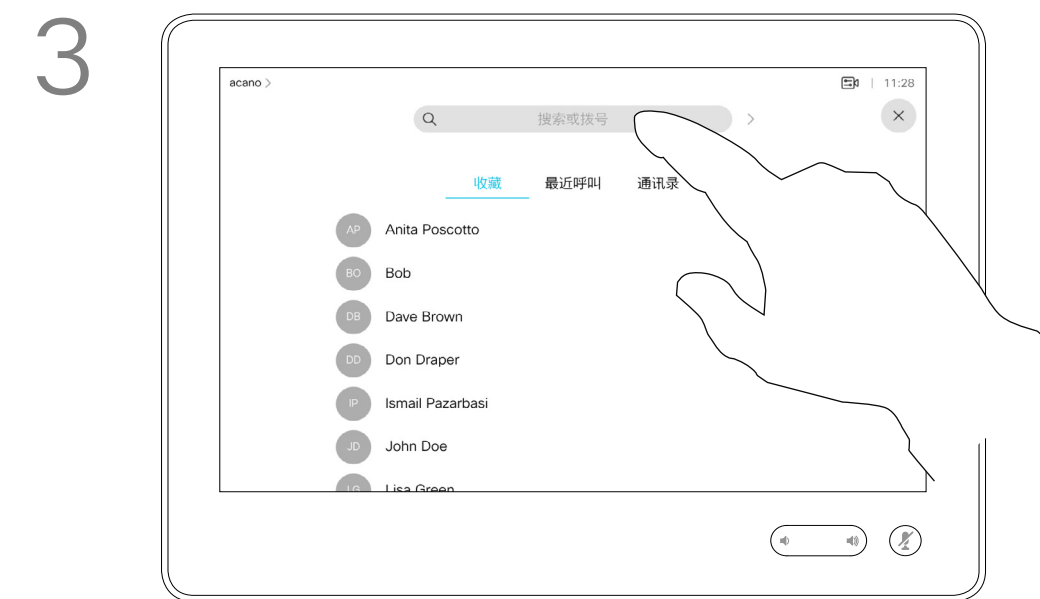 3
acano >
11:28
搜索或拨号
收藏 最近呼叫 通讯录
AP Anita Poscotto
BO Bob
DB Dave Brown
DD Don Draper
IP Ismail Pazarbasi
JD John Doe
LG Lisa Green